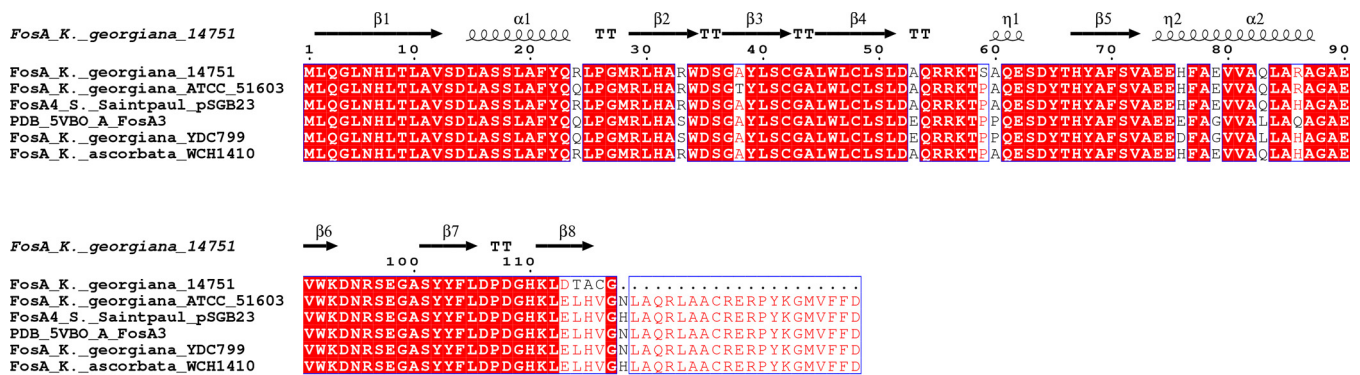 β1 α1 β2 β3 β4 η1 β5 η2 α2
FosA_K._georgiana_14751 TT TT TT TT
1 10 20 30 40 50 60 70 80 90
FosA_K._georgiana_14751 MLQGLNHLTLAVSDLASSLAFYQRLPGMRLHARWDSGAYLSCGALWLCLSLDAQRRKTSAQESDYTHYAFSVAEEHFAEVVAQLARAGAE
FosA_K._georgiana_ATCC_51603 MLQGLNHLTLAVSDLASSLAFYQQLPGMRLHARWDSGTYLSCGALWLCLSLDAQRRKTPAQESDYTHYAFSVAEEHFAEVVAQLAHAGAE
FosA4_S._Saintpaul_pSGB23 MLQGLNHLTLAVSDLASSLAFYQRLPGMRLHARWDSGAYLSCGALWLCLSLDAQRRKTPAQESDYTHYAFSVAEEHFAEVVAQLAHAGAE
PDB_5VBO_A_FosA3 MLQGLNHLTLAVSDLASSLAFYQQLPGMRLHASWDSGAYLSCGALWLCLSLDEQRRKTPPQESDYTHYAFSVAEEEFAGVVALLAQAGAE
FosA_K._georgiana_YDC799 MLQGLNHLTLAVSDLASSLAFYQQLPGMRLHASWDSGAYLSCGALWLCLSLDEQRRKTPPQESDYTHYAFSVAEEDFAGVVALLAHAGAE
FosA_K._ascorbata_WCH1410 MLQGLNHLTLAVSDLASSLAFYQQLPGMRLHARWDSGAYLSCGALWLCLSLDAQRRKTPAQESDYTHYAFSVAEEHFAEVVAQLAHAGAE
β6 β7 β8
FosA_K._georgiana_14751 TT
100 110
FosA_K._georgiana_14751 VWKDNRSEGASYYFLDPDGHKLDTACG.....................
FosA_K._georgiana_ATCC_51603 VWKDNRSEGASYYFLDPDGHKLELHVGNLAQRLAACRERPYKGMVFFD
FosA4_S._Saintpaul_pSGB23 VWKDNRSEGASYYFLDPDGHKLELHVGHLAQRLAACRERPYKGMVFFD
PDB_5VBO_A_FosA3 VWKDNRSEGASYYFLDPDGHKLELHVGNLAQRLAACRERPYKGMVFFD
FosA_K._georgiana_YDC799 VWKDNRSEGASYYFLDPDGHKLELHVGNLAQRLAACRERPYKGMVFFD
FosA_K._ascorbata_WCH1410 VWKDNRSEGASYYFLDPDGHKLELHVGHLAQRLAACRERPYKGMVFFD